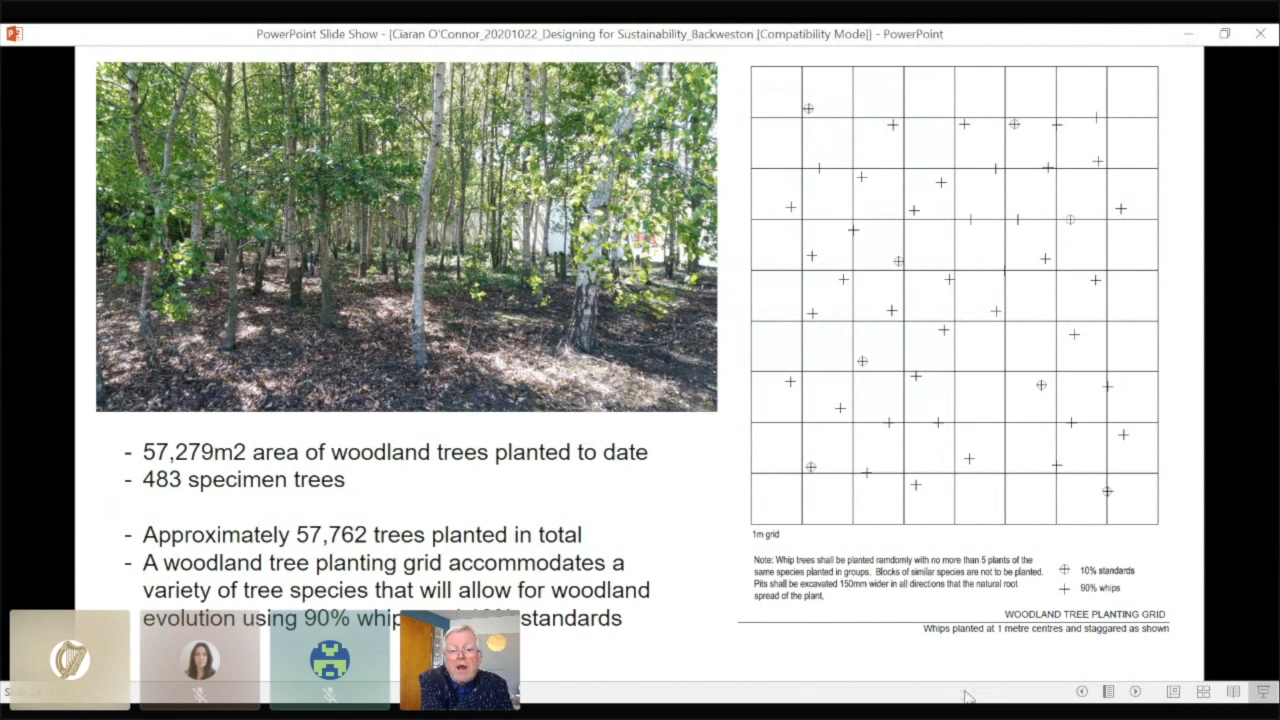 PowerPoint Slide Show - [Ciaran O'Connor_20201022_Designing for Sustainability_Backweston [Compatibility Mode]] - PowerPoint
- 57,279m2 area of woodland trees planted to date
- 483 specimen trees
- Approximately 57,762 trees planted in total
- A woodland tree planting grid accommodates a
variety of tree species that will allow for woodland
evolution using 90% whip standards
1m grid
Note: Whip trees shall be planted ramdomly with no more than 5 plants of the
same species planted in groups. Blocks of similar species are not to be planted.
Pits shall be excavated 150mm wider in all directions that the natural root
spread of the plant.
10% standards
90% whips
WOODLAND TREE PLANTING GRID
Whips planted at 1 metre centres and staggared as shown